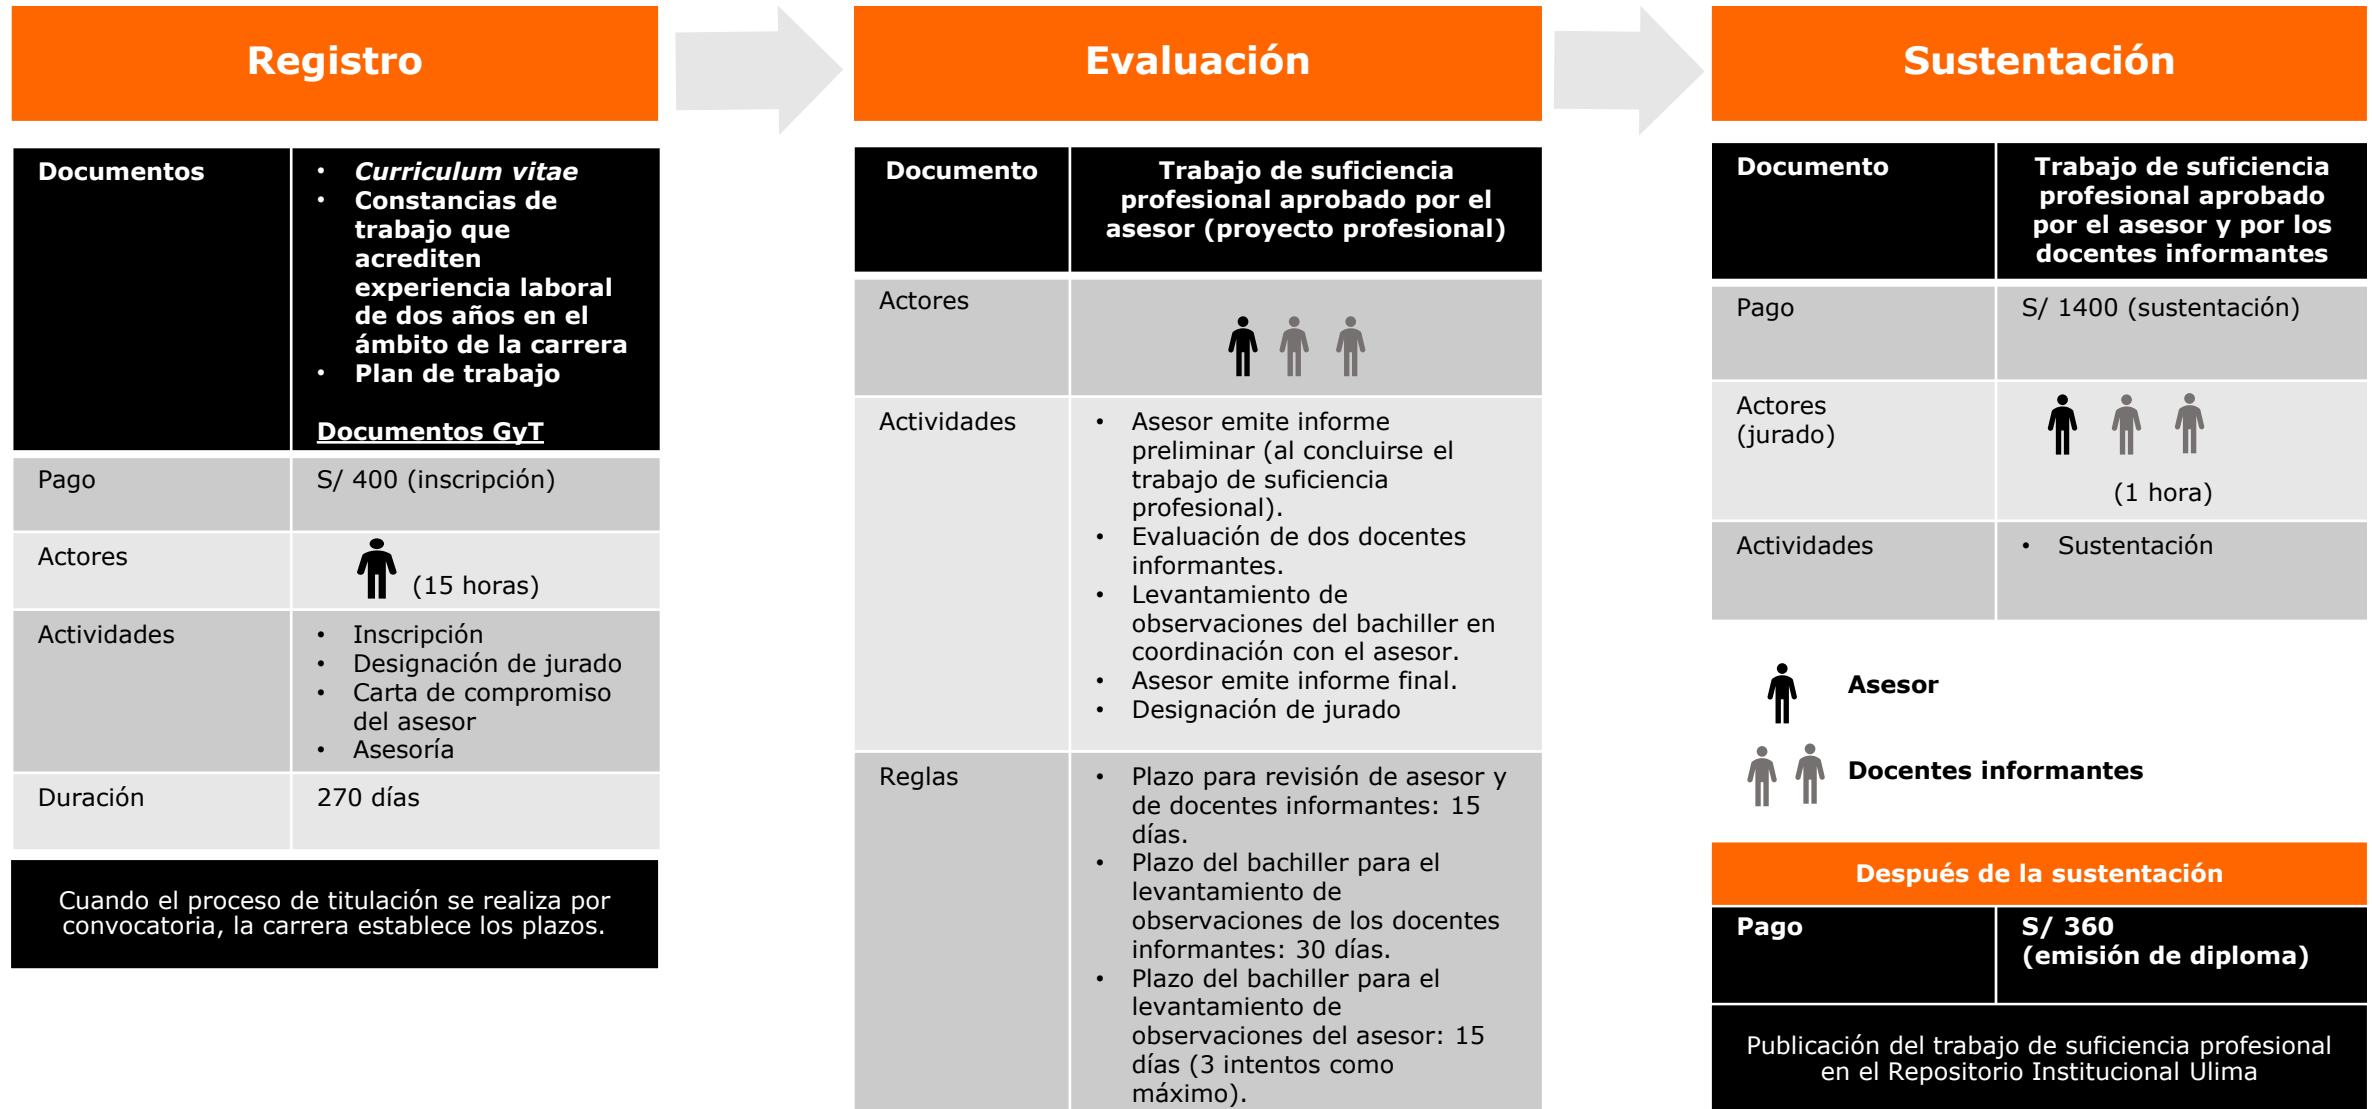 Registro
Documentos
• Curriculum vitae
• Constancias de
trabajo que
acrediten
experiencia laboral
de dos años en el
ámbito de la carrera
• Plan de trabajo
Documentos GyT
Pago
S/ 400 (inscripción)
Actores
(15 horas)
Actividades
• Inscripción
• Designación de jurado
• Carta de compromiso
del asesor
• Asesoría
Duración
270 días
Cuando el proceso de titulación se realiza por
convocatoria, la carrera establece los plazos.
Evaluación
Documento
Trabajo de suficiencia
profesional aprobado por el
asesor (proyecto profesional)
Actores
Actividades
• Asesor emite informe
preliminar (al concluirse el
trabajo de suficiencia
profesional).
• Evaluación de dos docentes
informantes.
• Levantamiento de
observaciones del bachiller en
coordinación con el asesor.
• Asesor emite informe final.
• Designación de jurado
Reglas
• Plazo para revisión de asesor y
de docentes informantes: 15
días.
• Plazo del bachiller para el
levantamiento de
observaciones de los docentes
informantes: 30 días.
• Plazo del bachiller para el
levantamiento de
observaciones del asesor: 15
días (3 intentos como
máximo).
Sustentación
Documento
Trabajo de suficiencia
profesional aprobado
por el asesor y por los
docentes informantes
Pago
S/ 1400 (sustentación)
Actores
(jurado)
(1 hora)
Actividades
• Sustentación
Asesor
Docentes informantes
Después de la sustentación
Pago
S/ 360
(emisión de diploma)
Publicación del trabajo de suficiencia profesional
en el Repositorio Institucional Ulima